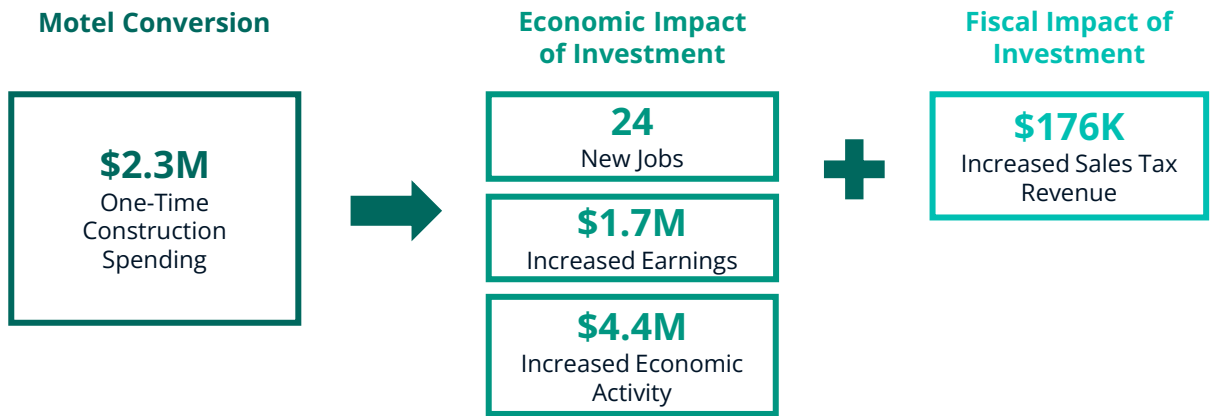 Motel Conversion
$2.3M
One-Time
Construction
Spending
Economic Impact
of Investment
24
New Jobs
$1.7M
Increased Earnings
$4.4M
Increased Economic
Activity
Fiscal Impact of
Investment
$176K
Increased Sales Tax
Revenue